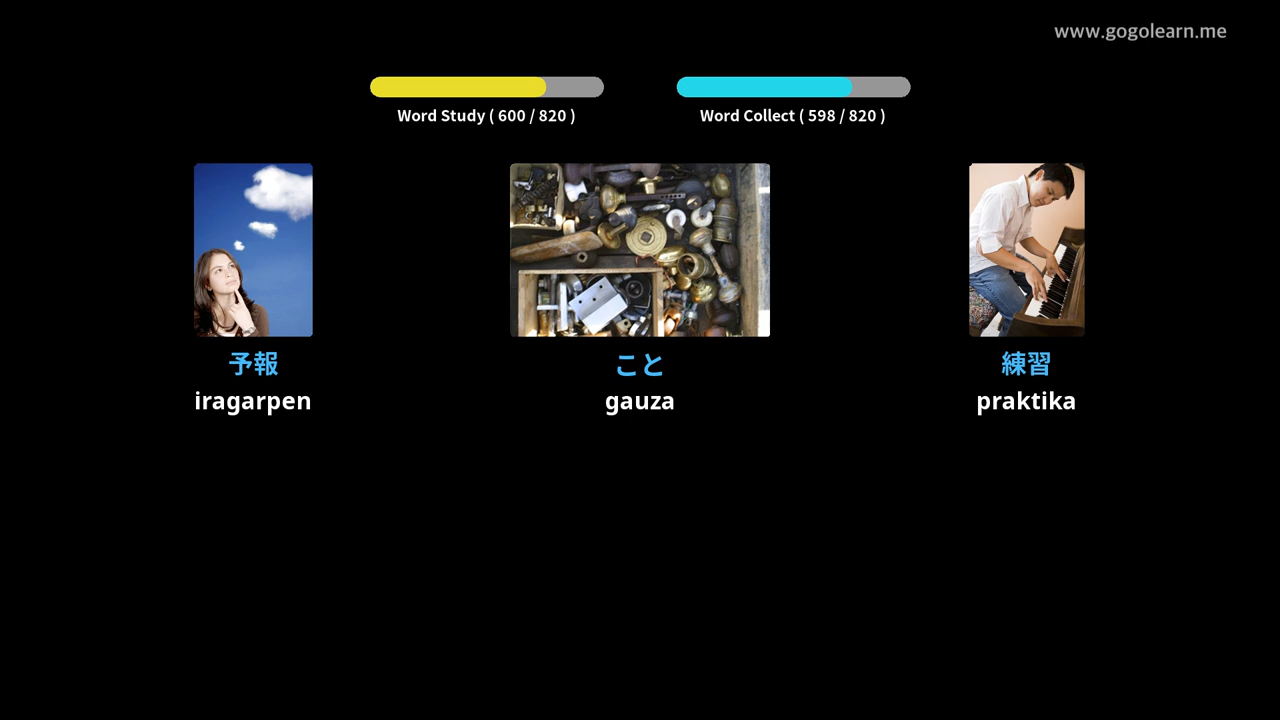 www.gogolearn.me
Word Study ( 600 / 820 )
Word Collect ( 598 / 820 )
予報
こと
練習
iragarpen
gauza
praktika